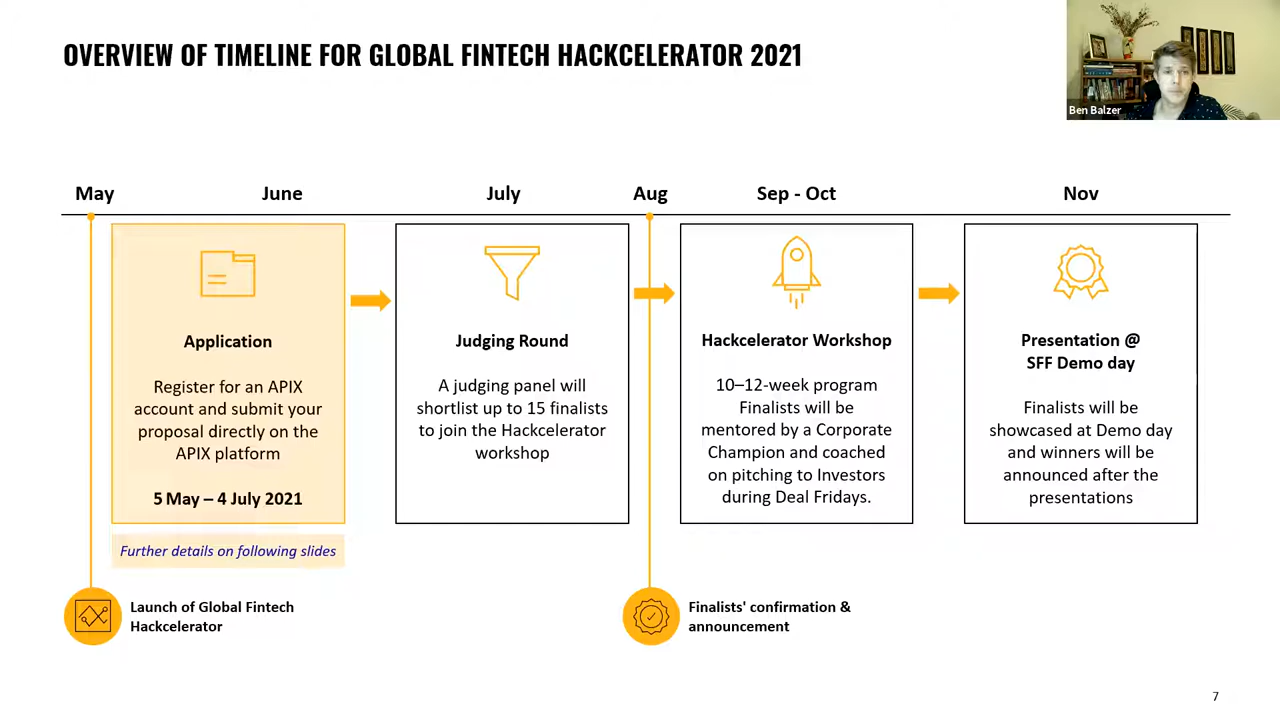 OVERVIEW OF TIMELINE FOR GLOBAL FINTECH HACKCELERATOR 2021
Ben Balzer
May
June
July
Aug
Sep - Oct
Nov
Application
Register for an APIX
account and submit your
proposal directly on the
APIX platform
5 May – 4 July 2021
Further details on following slides
Judging Round
A judging panel will
shortlist up to 15 finalists
to join the Hackcelerator
workshop
Hackcelerator Workshop
10–12-week program
Finalists will be
mentored by a Corporate
Champion and coached
on pitching to Investors
during Deal Fridays.
Presentation @
SFF Demo day
Finalists will be
showcased at Demo day
and winners will be
announced after the
presentations
Launch of Global Fintech
Hackcelerator
Finalists' confirmation &
announcement
7